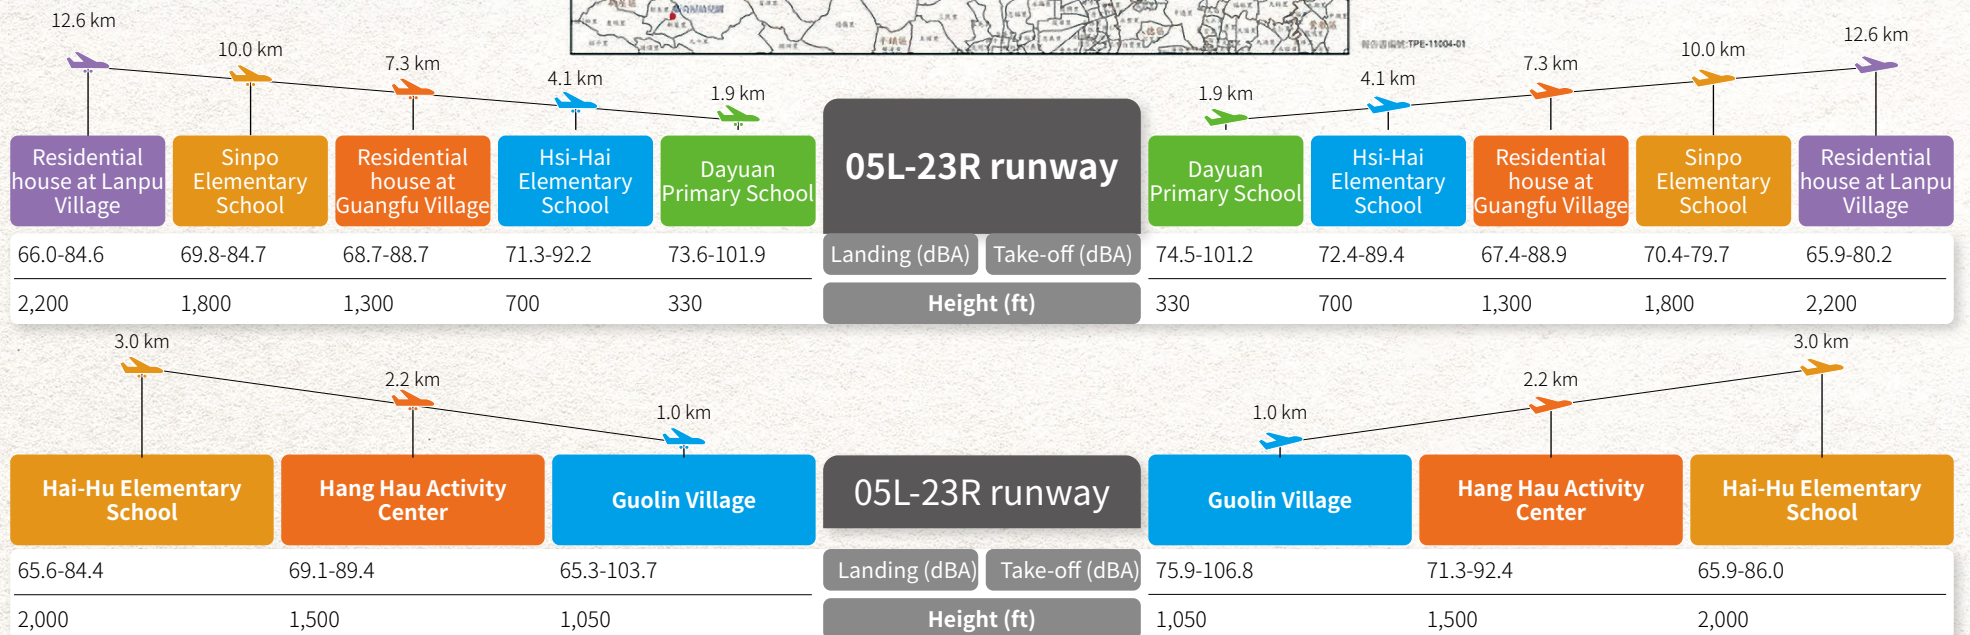 報告書編號:TPE-11004-01
12.6 km
10.0 km
7.3 km
4.1 km
1.9 km
1.9 km
4.1 km
7.3 km
10.0 km
12.6 km
Residential
house at Lanpu
Village
Sinpo
Elementary
School
Residential
house at
Guangfu Village
Hsi-Hai
Elementary
School
Dayuan
Primary School
05L-23R runway
Dayuan
Primary School
Hsi-Hai
Elementary
School
Residential
house at
Guangfu Village
Sinpo
Elementary
School
Residential
house at Lanpu
Village
66.0-84.6 69.8-84.7 68.7-88.7 71.3-92.2 73.6-101.9 Landing (dBA) Take-off (dBA) 74.5-101.2 72.4-89.4 67.4-88.9 70.4-79.7 65.9-80.2
2,200 1,800 1,300 700 330 Height (ft) 330 700 1,300 1,800 2,200
3.0 km
2.2 km
1.0 km
1.0 km
2.2 km
3.0 km
Hai-Hu Elementary
School
Hang Hau Activity
Center
Guolin Village
05L-23R runway
Guolin Village
Hang Hau Activity
Center
Hai-Hu Elementary
School
65.6-84.4 69.1-89.4 65.3-103.7 Landing (dBA) Take-off (dBA) 75.9-106.8 71.3-92.4 65.9-86.0
2,000 1,500 1,050 Height (ft) 1,050 1,500 2,000